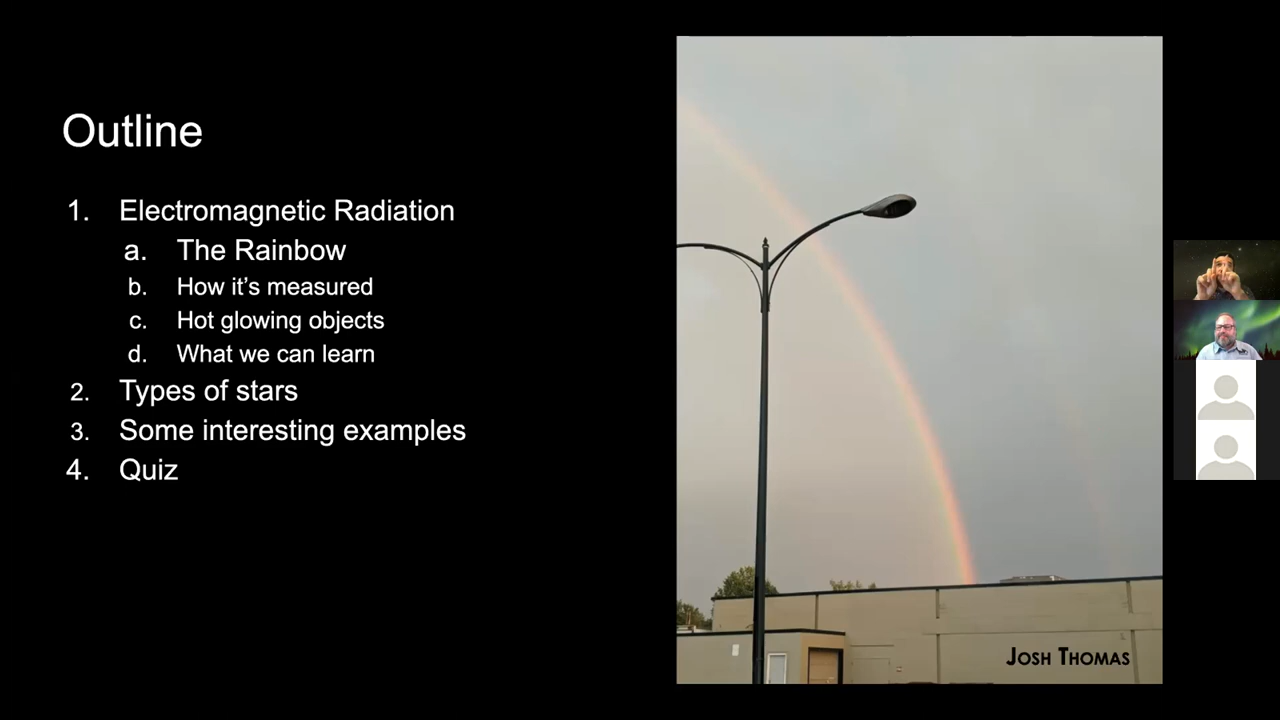 Outline
1. Electromagnetic Radiation
a. The Rainbow
b. How it's measured
c. Hot glowing objects
d. What we can learn
2. Types of stars
3. Some interesting examples
4. Quiz
JOSH THOMAS